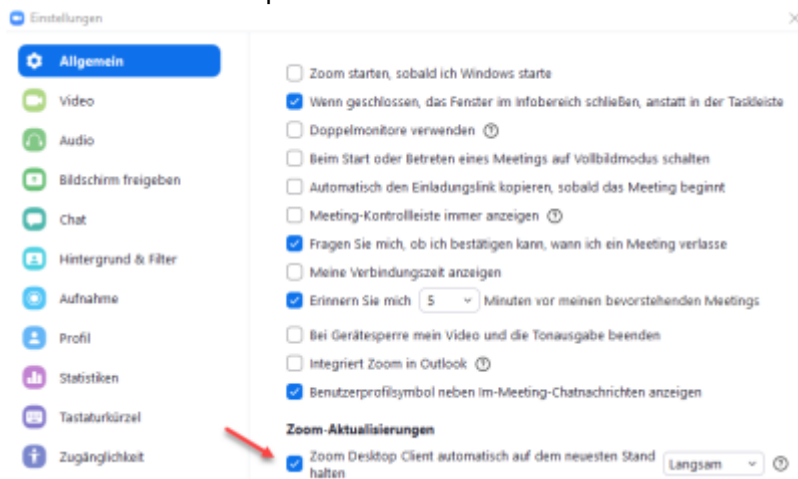 Einstellungen
Allgemein
Video
Audio
Bildschirm freigeben
Chat
Hintergrund & Filter
Aufnahme
Profil
Statistiken
Tastaturkürzel
Zugänglichkeit
Zoom starten, sobald ich Windows starte
Wenn geschlossen, das Fenster im Infobereich schließen, anstatt in der Taskleiste
Doppelmonitore verwenden
Beim Start oder Betreten eines Meetings auf Vollbildmodus schalten
Automatisch den Einladungslink kopieren, sobald das Meeting beginnt
Meeting-Kontrollleiste immer anzeigen
Fragen Sie mich, ob ich bestätigen kann, wann ich ein Meeting verlasse
Meine Verbindungszeit anzeigen
Erinnern Sie mich 5 Minuten vor meinen bevorstehenden Meetings
Bei Gerätesperre mein Video und die Tonausgabe beenden
Integriert Zoom in Outlook
Benutzerprofilsymbol neben Im-Meeting-Chatnachrichten anzeigen
Zoom-Aktualisierungen
Zoom Desktop Client automatisch auf dem neuesten Stand
halten
Langsam